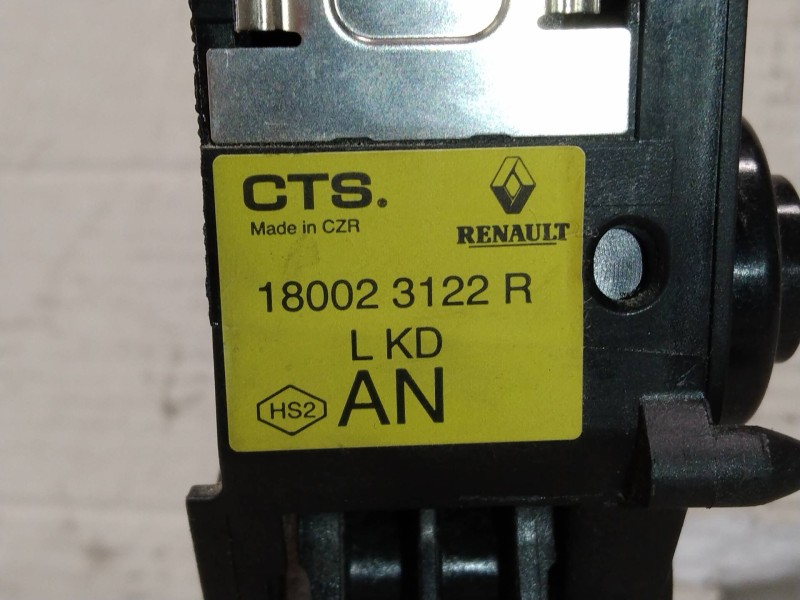 CTS®
Made in CZR
RENAULT
18002 3122 R
L KD
HS2 AN